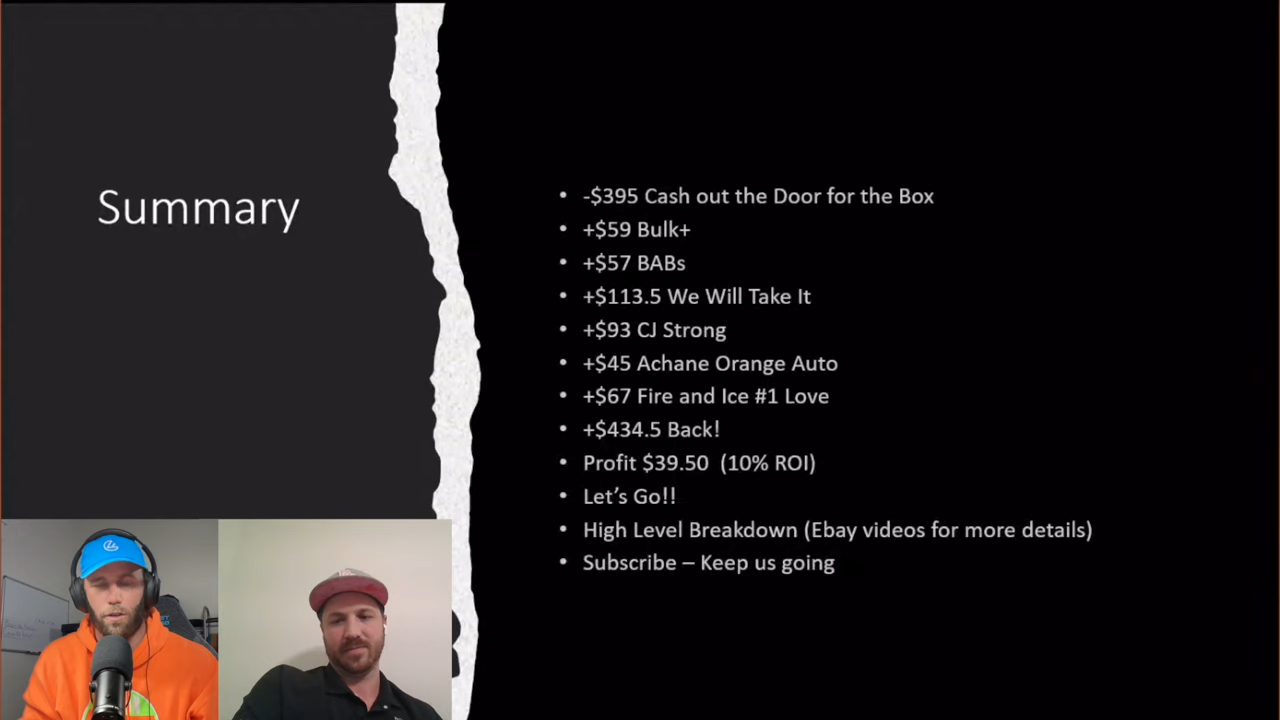 Summary
-$395 Cash out the Door for the Box
+$59 Bulk+
+$57 BABs
+$113.5 We Will Take It
+$93 CJ Strong
+$45 Achane Orange Auto
+$67 Fire and Ice #1 Love
+$434.5 Back!
Profit $39.50 (10% ROI)
Let's Go!!
High Level Breakdown (Ebay videos for more details)
Subscribe – Keep us going